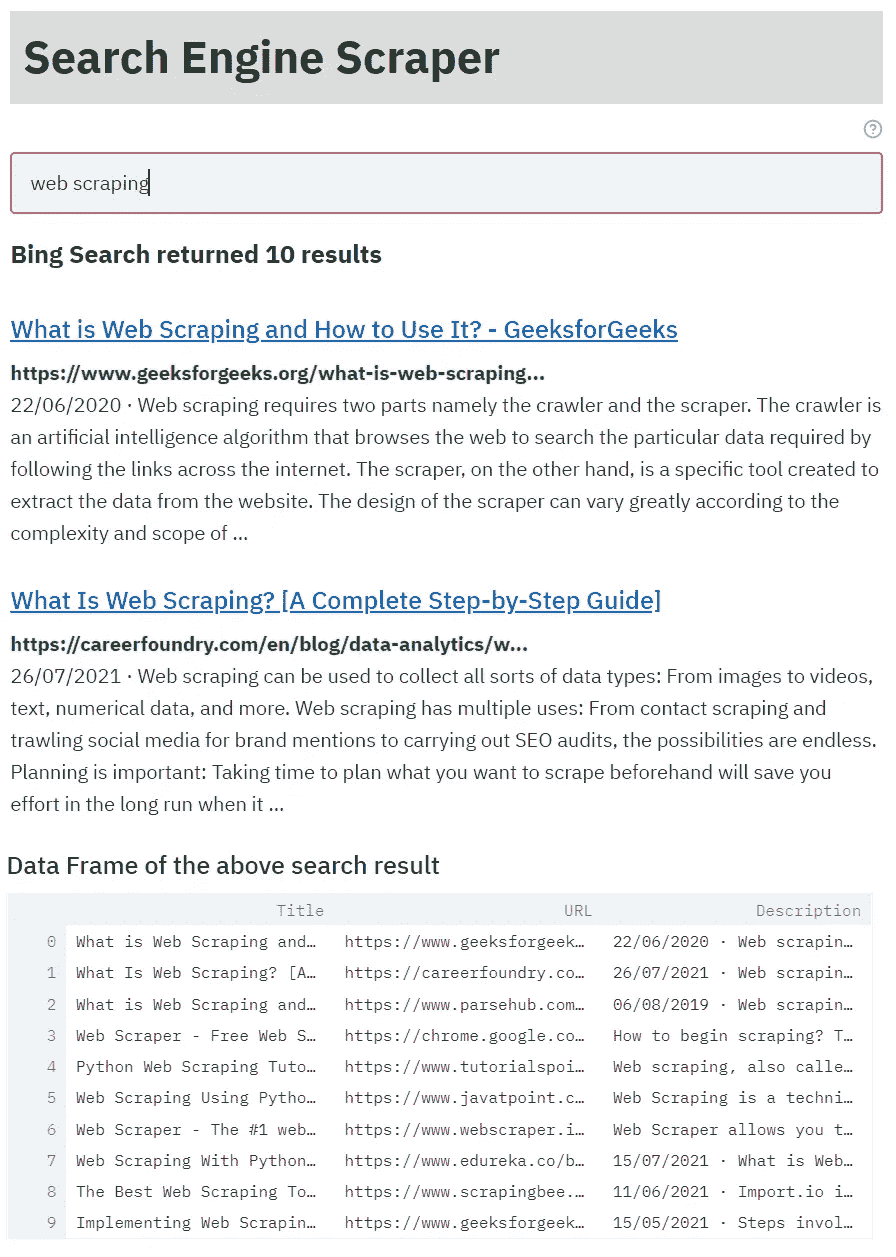 Search Engine Scraper
web scraping
Bing Search returned 10 results
What is Web Scraping and How to Use It? - GeeksforGeeks
https://www.geeksforgeeks.org/what-is-web-scraping...
22/06/2020 · Web scraping requires two parts namely the crawler and the scraper. The crawler is
an artificial intelligence algorithm that browses the web to search the particular data required by
following the links across the internet. The scraper, on the other hand, is a specific tool created to
extract the data from the website. The design of the scraper can vary greatly according to the
complexity and scope of ...
What Is Web Scraping? [A Complete Step-by-Step Guide]
https://careerfoundry.com/en/blog/data-analytics/w...
26/07/2021 · Web scraping can be used to collect all sorts of data types: From images to videos,
text, numerical data, and more. Web scraping has multiple uses: From contact scraping and
trawling social media for brand mentions to carrying out SEO audits, the possibilities are endless.
Planning is important: Taking time to plan what you want to scrape beforehand will save you
effort in the long run when it ...
Data Frame of the above search result
Title URL Description
0 What is Web Scraping and… https://www.geeksforgeek… 22/06/2020 · Web scrapin…
1 What Is Web Scraping? [A… https://careerfoundry.co… 26/07/2021 · Web scrapin…
2 What is Web Scraping and… https://www.parsehub.com… 06/08/2019 · Web scrapin…
3 Web Scraper - Free Web S… https://chrome.google.co… How to begin scraping? T…
4 Python Web Scraping Tuto… https://www.tutorialspoi… Web scraping, also calle…
5 Web Scraping Using Pytho… https://www.javatpoint.c… Web Scraping is a techni…
6 Web Scraper - The #1 web… https://www.webscraper.i… Web Scraper allows you t…
7 Web Scraping With Python… https://www.edureka.co/b… 15/07/2021 · What is Web…
8 The Best Web Scraping To… https://www.scrapingbee.… 11/06/2021 · Import.io i…
9 Implementing Web Scrapin… https://www.geeksforgeek… 15/05/2021 · Steps invol…